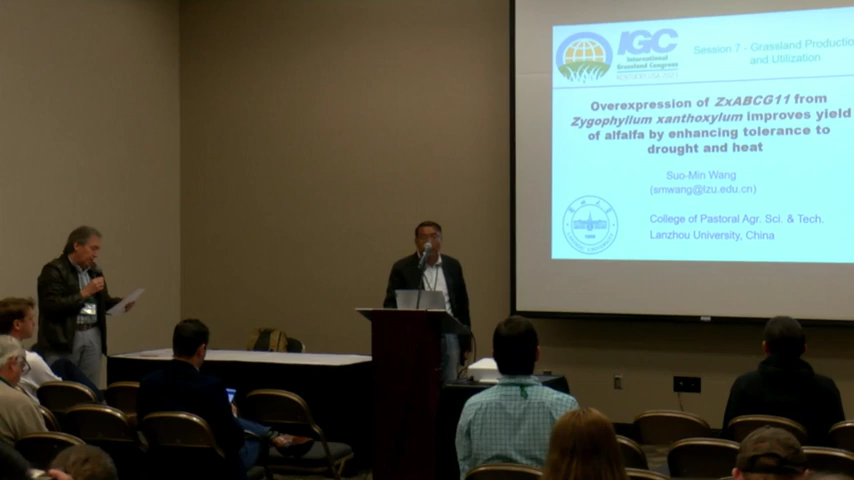 IGC
International
Grassland Congress
Session 7 - Grassland Productio
and Utilization
Overexpression of ZxABCG11 from
Zygophyllum xanthoxylum improves yield
of alfalfa by enhancing tolerance to
drought and heat
Suo-Min Wang
(smwang@lzu.edu.cn)
College of Pastoral Agr. Sci. & Tech.
Lanzhou University, China